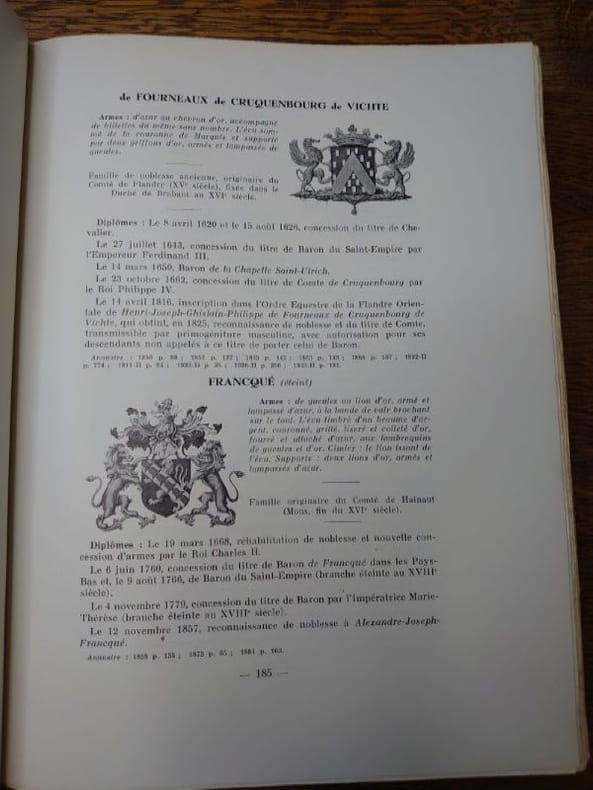 de FOURNEAUX de CRUQUENBOURG de VICHTE
Armes : d'azur au chevron d'or, accompagné
de billettes du même sans nombre. L'écu som-
mé de la couronne de Marquis et supporté
par deux griffons d'or, armés et lampassés de
gueules.
Famille de noblesse ancienne, originaire du
Comté de Flandre (XVe siècle), fixée dans le
Duché de Brabant au XVIe siècle.
Diplômes : Le 8 avril 1620 et le 15 août 1626, concession du titre de Che-
valier.
Le 27 juillet 1643, concession du titre de Baron du Saint-Empire par
l'Empereur Ferdinand III.
Le 14 mars 1650, Baron de la Chapelle Saint-Ulrich.
Le 23 octobre 1662, concession du titre de Comte de Cruquenbourg par
le Roi Philippe IV.
Le 14 avril 1816, inscription dans l'Ordre Equestre de la Flandre Orien-
tale de Henri-Joseph-Ghislain-Philippe de Fourneaux de Cruquenbourg de
Vichte, qui obtint, en 1825, reconnaissance de noblesse et du titre de Comte,
transmissible par primogéniture masculine, avec autorisation pour ses
descendants non appelés à ce titre de porter celui de Baron.
Annuaire : 1850 p. 80 ; 1851 p. 127 ;
FRANCQUÉ (éteint)
Armes : de gueules au lion d'or, armé et
lampassé d'azur, à la bande de vair brochant
sur le tout. L'écu timbré d'un heaume d'ar-
gent, couronné, grillé, liseré et colleté d'or,
fourré et attaché d'azur, aux lambrequins
de gueules et d'or. Cimier : le lion issant de
l'écu. Supports : deux lions d'or, armés et
lampassés d'azur.
Famille originaire du Comté de Hainaut
(Mons, fin du XVIe siècle).
Diplômes : Le 19 mars 1668, réhabilitation de noblesse et nouvelle con-
cession d'armes par le Roi Charles II.
Le 6 juin 1760, concession du titre de Baron de Francqué dans les Pays-
Bas et, le 9 août 1766, de Baron du Saint-Empire (branche éteinte au XVIIIe
siècle).
Le 4 novembre 1779, concession du titre de Baron par l'Impératrice Marie-
Thérèse (branche éteinte au XVIIIe siècle).
Le 12 novembre 1857, reconnaissance de noblesse à Alexandre-Joseph-
Francqué.
Annuaire : 1858 p. 138 ; 1873 p. 65 ; 1881 p. 163.
— 185 —